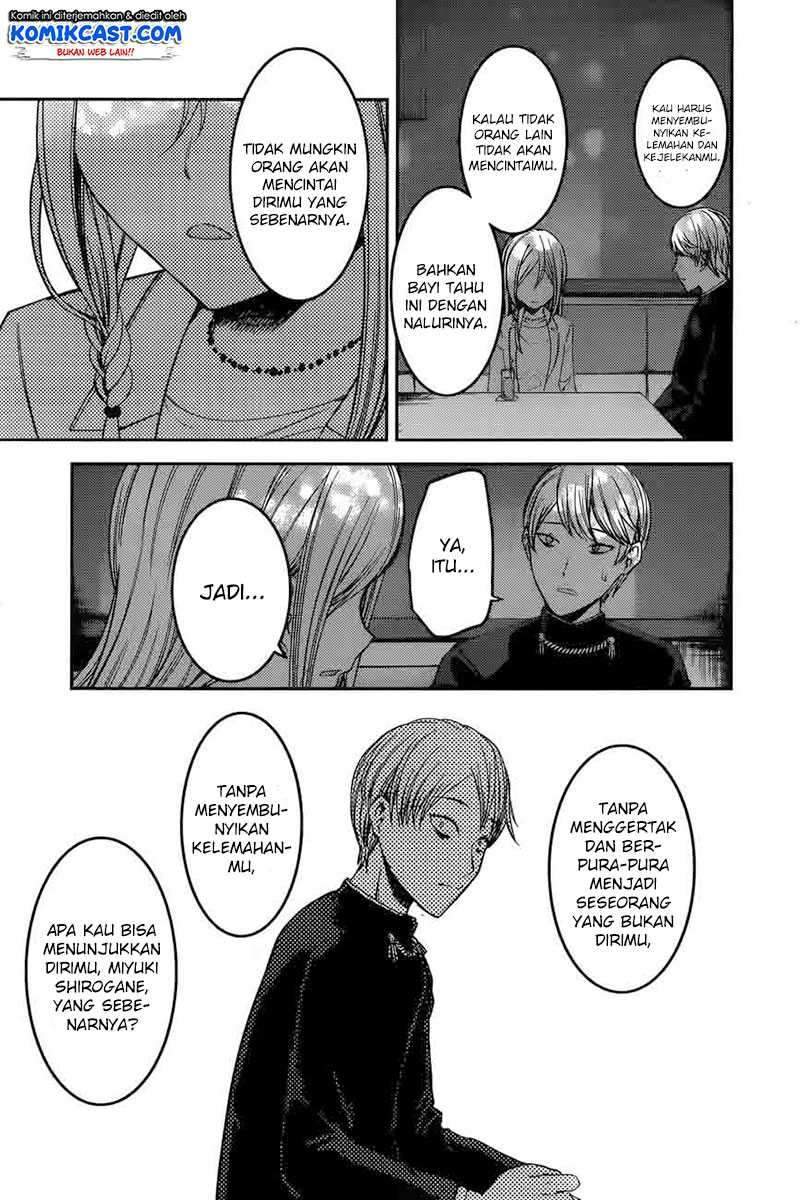 Komik ini diterjemahkan & diedit oleh
KOMIKCAST.COM
BUKAN WEB LAIN!!
KAU HARUS
MENYEMBU-
NYIKAN KE-
LEMAHAN DAN
KEJELEKANMU.
KALAU TIDAK
ORANG LAIN
TIDAK AKAN
MENCINTAIMU.
BAHKAN
BAYI TAHU
INI DENGAN
NALURINYA.
TIDAK MUNGKIN
ORANG AKAN
MENCINTAI
DIRIMU YANG
SEBENARNYA.
YA,
ITU...
JADI...
TANPA
MENGGERTAK
DAN BER-
PURA-PURA
MENJADI
SESEORANG
YANG BUKAN
DIRIMU,
TANPA
MENYEMBU-
NYIKAN
KELEMAHAN-
MU,
APA KAU BISA
MENUNJUKKAN
DIRIMU, MIYUKI
SHIROGANE,
YANG SEBE-
NARNYA?